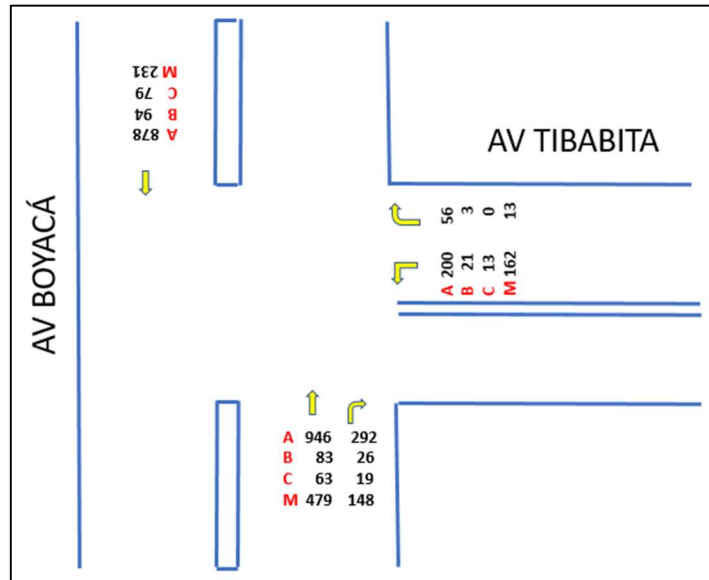 A 878
B 94
C 79
M 231
AV BOYACÁ
AV TIBABITA
A 200 56
B 21 3
C 13 0
M 162 13
A 946 292
B 83 26
C 63 19
M 479 148